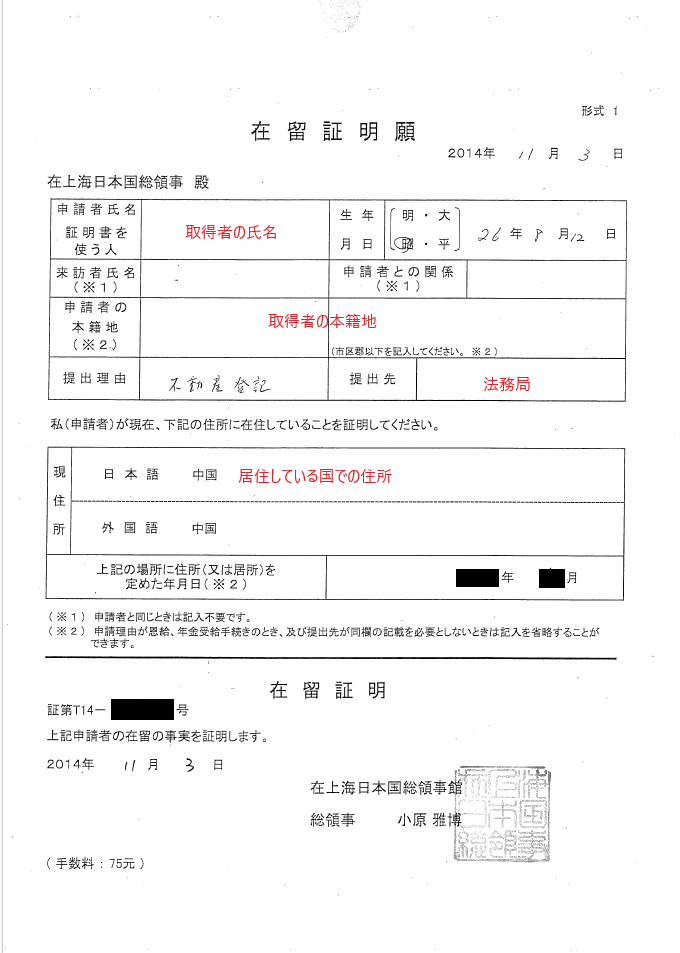 形式 1
在留証明願
2014年 11 月 3 日
在上海日本国総領事 殿
申請者氏名
証明書を
使う人
取得者の氏名
生年
月日
明・大
昭・平
26 年 8 月 12 日
来訪者氏名
(※1)
-
申請者との関係
(※1)
申請者の
本籍地
(※2)
取得者の本籍地
(市区郡以下を記入してください。※2)
提出理由
不動産登記
提出先
法務局
私(申請者)が現在、下記の住所に在住していることを証明してください。
現住所
日本語 中国 居住している国での住所
外国語 中国
上記の場所に住所(又は居所)を
定めた年月日(※2)
年 月
(※1) 申請者と同じときは記入不要です。
(※2) 申請理由が恩給、年金受給手続きのとき、及び提出先が同欄の記載を必要としないときは記入を省略することが
できます。
在留証明
証第T14- 号
上記申請者の在留の事実を証明します。
2014年 11 月 3 日
在上海日本国総領事館
総領事 小原 雅博
(手数料:75元)